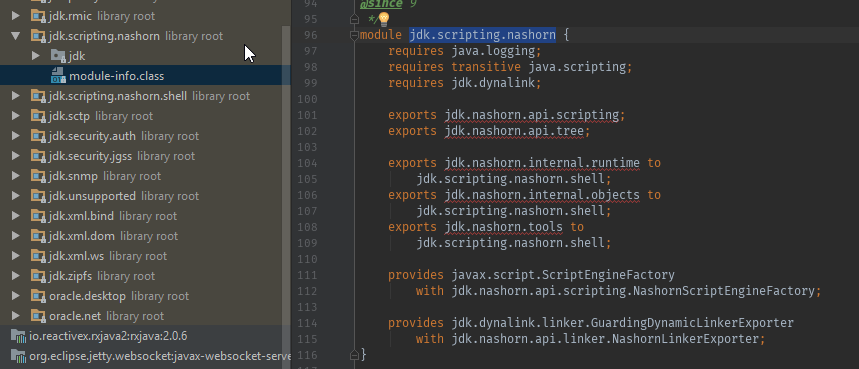 jdk.rmic library root
jdk.scripting.nashorn library root
jdk
module-info.class
jdk.scripting.nashorn.shell library root
jdk.sctp library root
jdk.security.auth library root
jdk.security.jgss library root
jdk.snmp library root
jdk.unsupported library root
jdk.xml.bind library root
jdk.xml.dom library root
jdk.xml.ws library root
jdk.zipfs library root
oracle.desktop library root
oracle.net library root
io.reactivex.rxjava2:rxjava:2.0.6
org.eclipse.jetty.websocket:javax-websocket-serve
94 @since 9
95 */
96 module jdk.scripting.nashorn {
97 requires java.logging;
98 requires transitive java.scripting;
99 requires jdk.dynalink;
100
101 exports jdk.nashorn.api.scripting;
102 exports jdk.nashorn.api.tree;
103
104 exports jdk.nashorn.internal.runtime to
105 jdk.scripting.nashorn.shell;
106 exports jdk.nashorn.internal.objects to
107 jdk.scripting.nashorn.shell;
108 exports jdk.nashorn.tools to
109 jdk.scripting.nashorn.shell;
110
111 provides javax.script.ScriptEngineFactory
112 with jdk.nashorn.api.scripting.NashornScriptEngineFactory;
113
114 provides jdk.dynalink.linker.GuardingDynamicLinkerExporter
115 with jdk.nashorn.api.linker.NashornLinkerExporter;
116 }